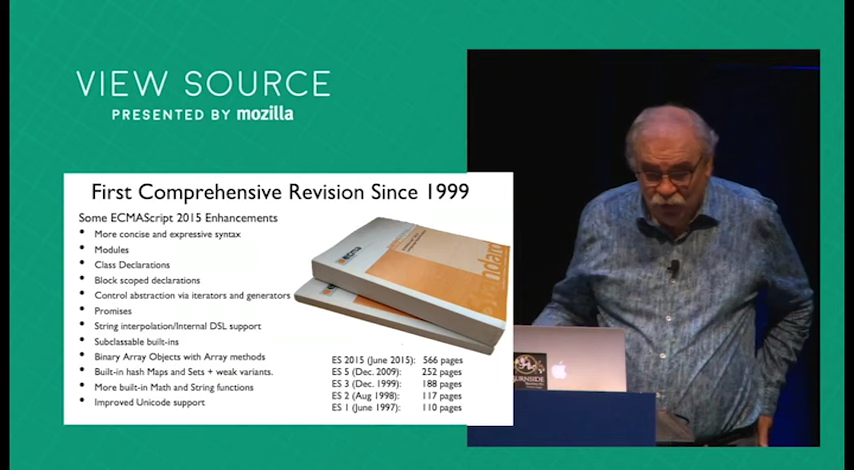 VIEW SOURCE
PRESENTED BY mozilla
First Comprehensive Revision Since 1999
Some ECMAScript 2015 Enhancements
• More concise and expressive syntax
• Modules
• Class Declarations
• Block scoped declarations
• Control abstraction via iterators and generators
• Promises
• String interpolation/Internal DSL support
• Subclassable built-ins
• Binary Array Objects with Array methods
• Built-in hash Maps and Sets + weak variants.
• More built-in Math and String functions
• Improved Unicode support
ecma
Standard
ES 2015 (June 2015): 566 pages
ES 5 (Dec. 2009): 252 pages
ES 3 (Dec. 1999): 188 pages
ES 2 (Aug 1998): 117 pages
ES 1 (June 1997): 110 pages
BURNSIDE